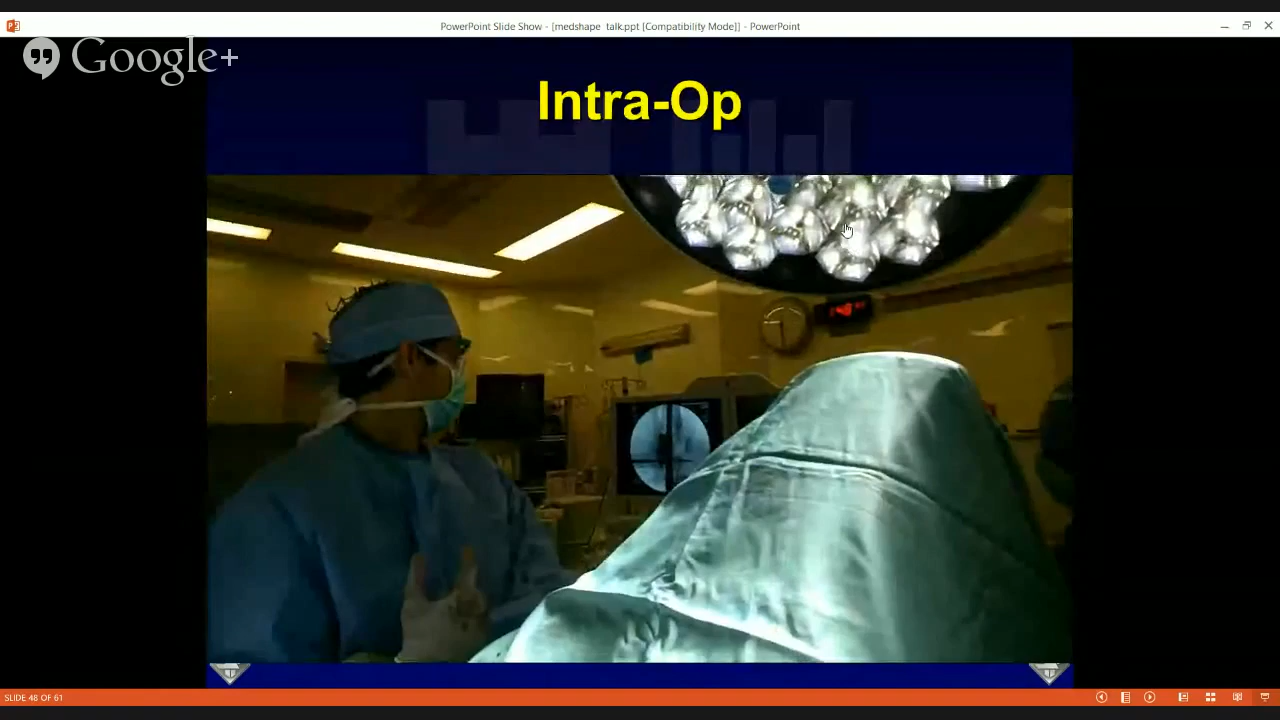 PowerPoint Slide Show - [medshape talk.ppt [Compatibility Mode]] - PowerPoint
Google+
Intra-Op
SLIDE 48 OF 61